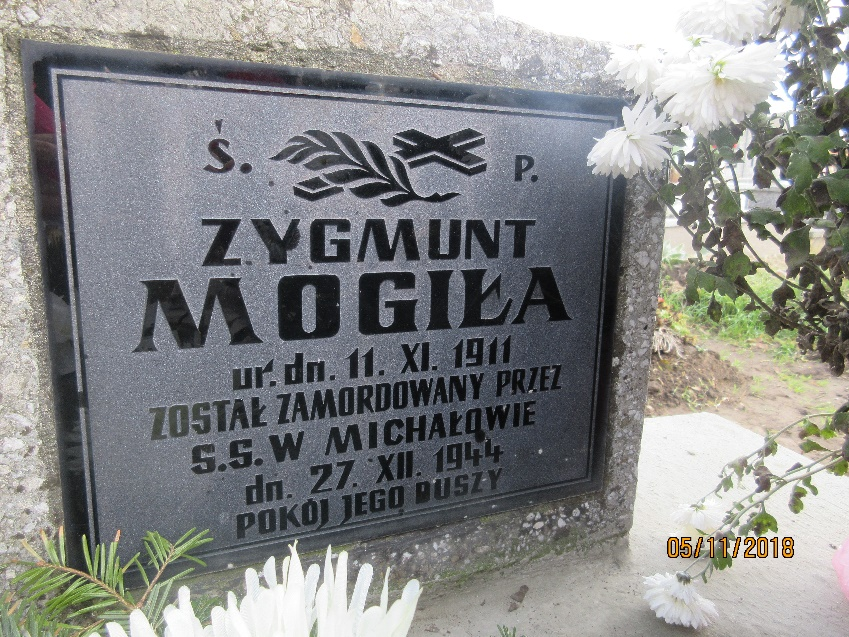 Ś. P.
ZYGMUNT
MOGIŁA
ur. dn. 11. XI. 1911
ZOSTAŁ ZAMORDOWANY PRZEZ
S.S. W MICHAŁOWIE
dn. 27. XII. 1944
POKÓJ JEGO DUSZY
05/11/2018